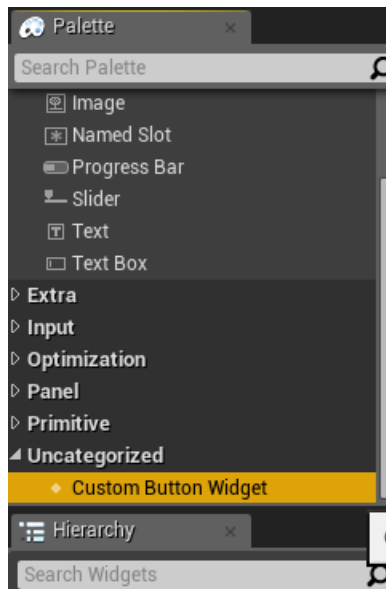 Palette
Search Palette
Image
Named Slot
Progress Bar
Slider
Text
Text Box
Extra
Input
Optimization
Panel
Primitive
Uncategorized
Custom Button Widget
Hierarchy
Search Widgets